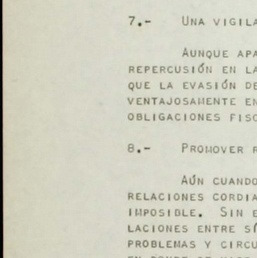 7.- UNA VIGILA
AUNQUE APA
REPERCUSIÓN EN LA
QUE LA EVASIÓN DE
VENTAJOSAMENTE EN
OBLIGACIONES FISC
8.- PROMOVER R
AÚN CUANDO
RELACIONES CORDIA
IMPOSIBLE. SIN E
LACIONES ENTRE SÍ
PROBLEMAS Y CIRCU